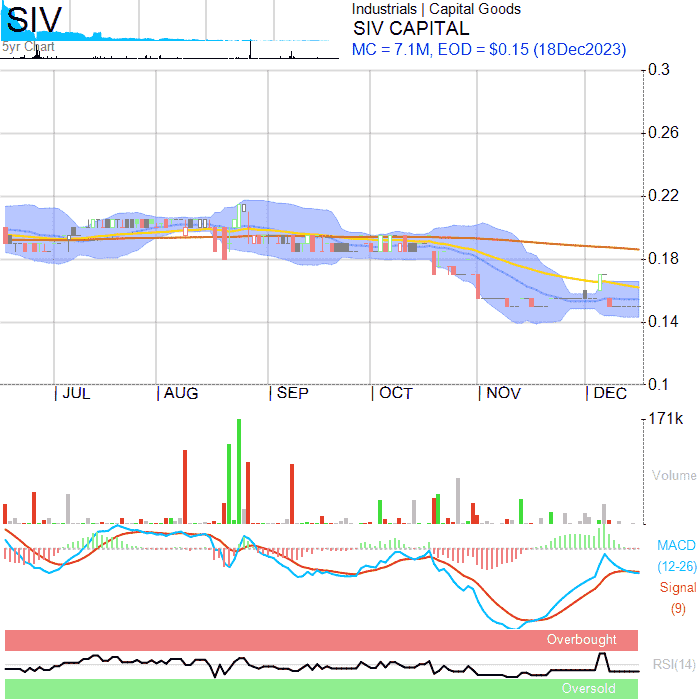 SIV
5yr Chart
Industrials | Capital Goods
SIV CAPITAL
MC = 7.1M, EOD = $0.15 (18Dec2023)
0.3
0.26
0.22
0.18
0.14
0.1
JUL
AUG
SEP
OCT
NOV
DEC
171k
Volume
MACD
(12-26)
Signal
(9)
Overbought
RSI(14)
Oversold